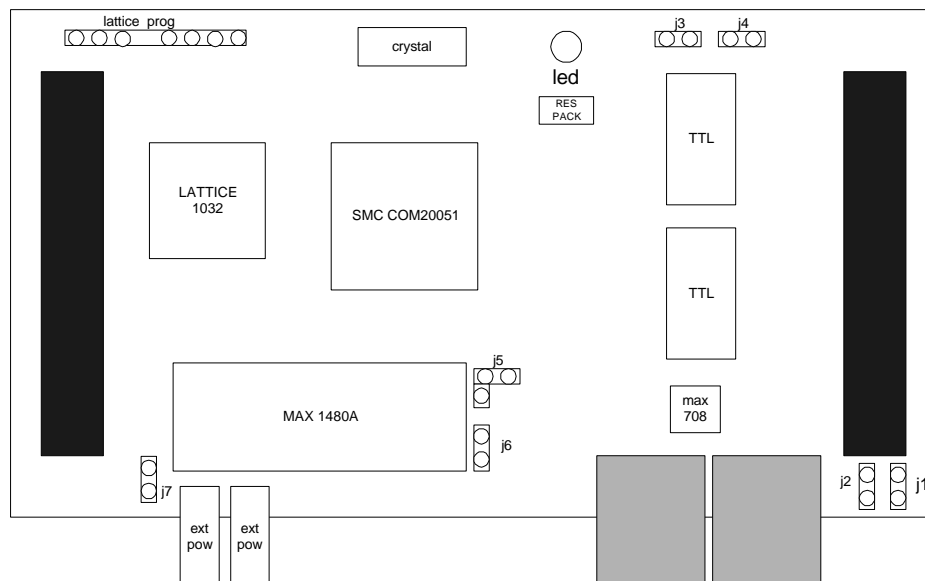 lattice prog
crystal
led
RES
PACK
j3
j4
TTL
LATTICE
1032
SMC COM20051
TTL
j5
MAX 1480A
max
708
j6
j7
j2
j1
ext
pow
ext
pow